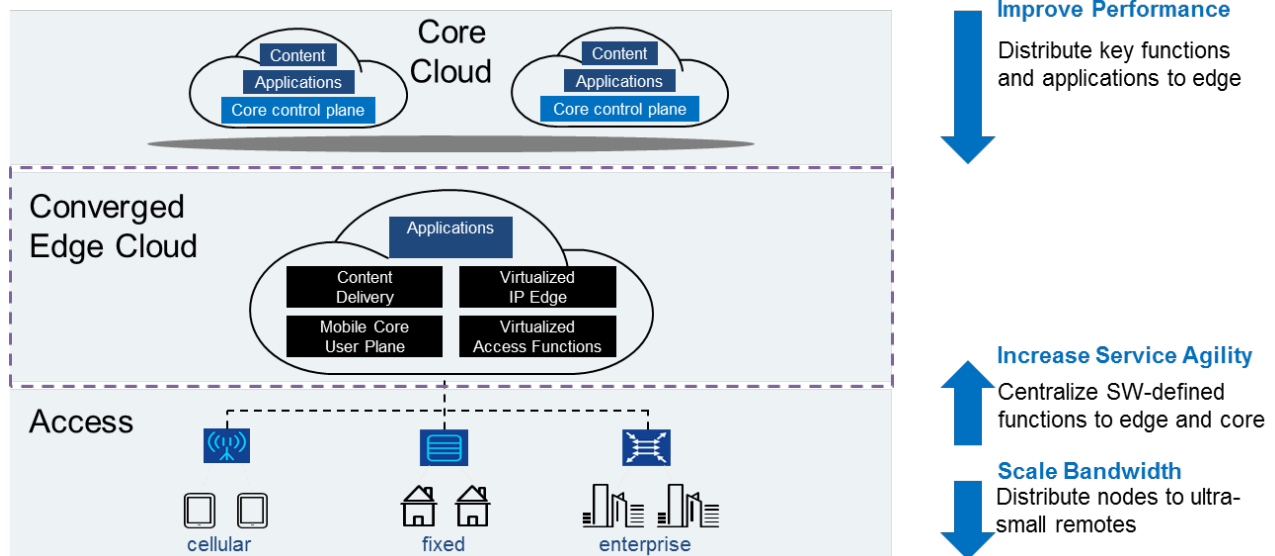 Core
Cloud
Content
Applications
Core control plane
Content
Applications
Core control plane
Improve Performance
Distribute key functions
and applications to edge
Converged
Edge Cloud
Applications
Content
Delivery
Virtualized
IP Edge
Mobile Core
User Plane
Virtualized
Access Functions
Increase Service Agility
Centralize SW-defined
functions to edge and core
Access
cellular
fixed
enterprise
Scale Bandwidth
Distribute nodes to ultra-
small remotes